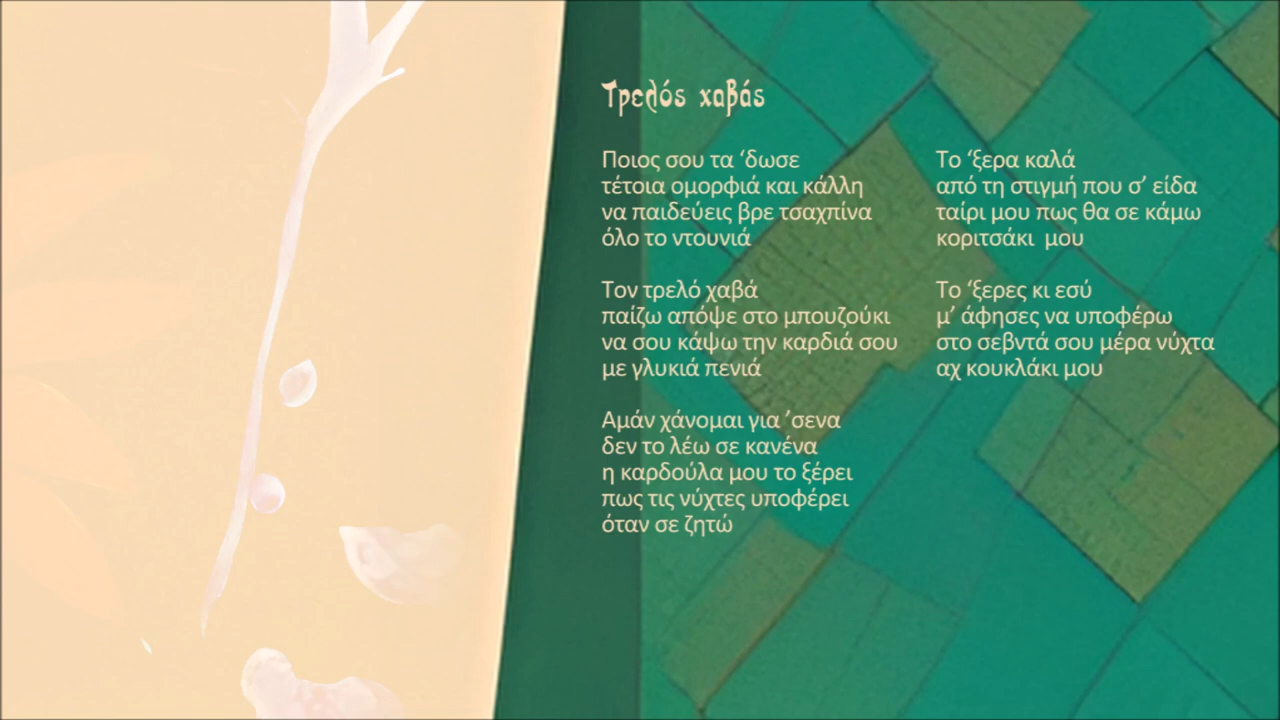 Τρελός χαβάς
Ποιος σου τα ‘δωσε
τέτοια ομορφιά και κάλλη
να παιδεύεις βρε τσαχπίνα
όλο το ντουνιά
Τον τρελό χαβά
παίζω απόψε στο μπουζούκι
να σου κάψω την καρδιά σου
με γλυκιά πενιά
Αμάν χάνομαι για ’σενα
δεν το λέω σε κανένα
η καρδούλα μου το ξέρει
πως τις νύχτες υποφέρει
όταν σε ζητώ
Το ‘ξερα καλά
από τη στιγμή που σ’ είδα
ταίρι μου πως θα σε κάμω
κοριτσάκι  μου
Το ‘ξερες κι εσύ
μ’ άφησες να υποφέρω
στο σεβντά σου μέρα νύχτα
αχ κουκλάκι μου